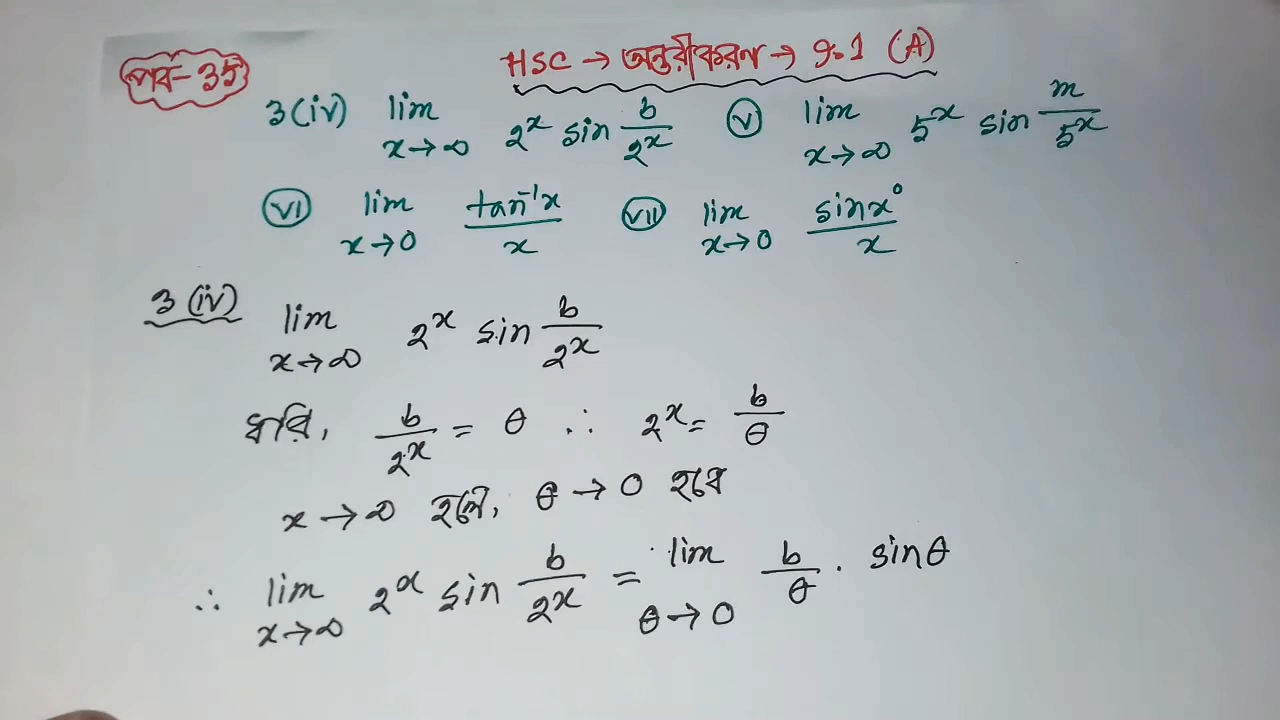 পর্ব-35
HSC → অন্তরীকরণ → 9.1 (A)
3(iv) lim x→∞ 2^x sin b/2^x (v) lim x→∞ 5^x sin m/5^x
(vi) lim x→0 tan⁻¹x/x (vii) lim x→0 sinx°/x
3(iv) lim x→∞ 2^x sin b/2^x
ধরি, b/2^x = θ ∴ 2^x = b/θ
x→∞ হলে, θ→0 হবে
∴ lim x→∞ 2^x sin b/2^x = lim θ→0 b/θ . sinθ